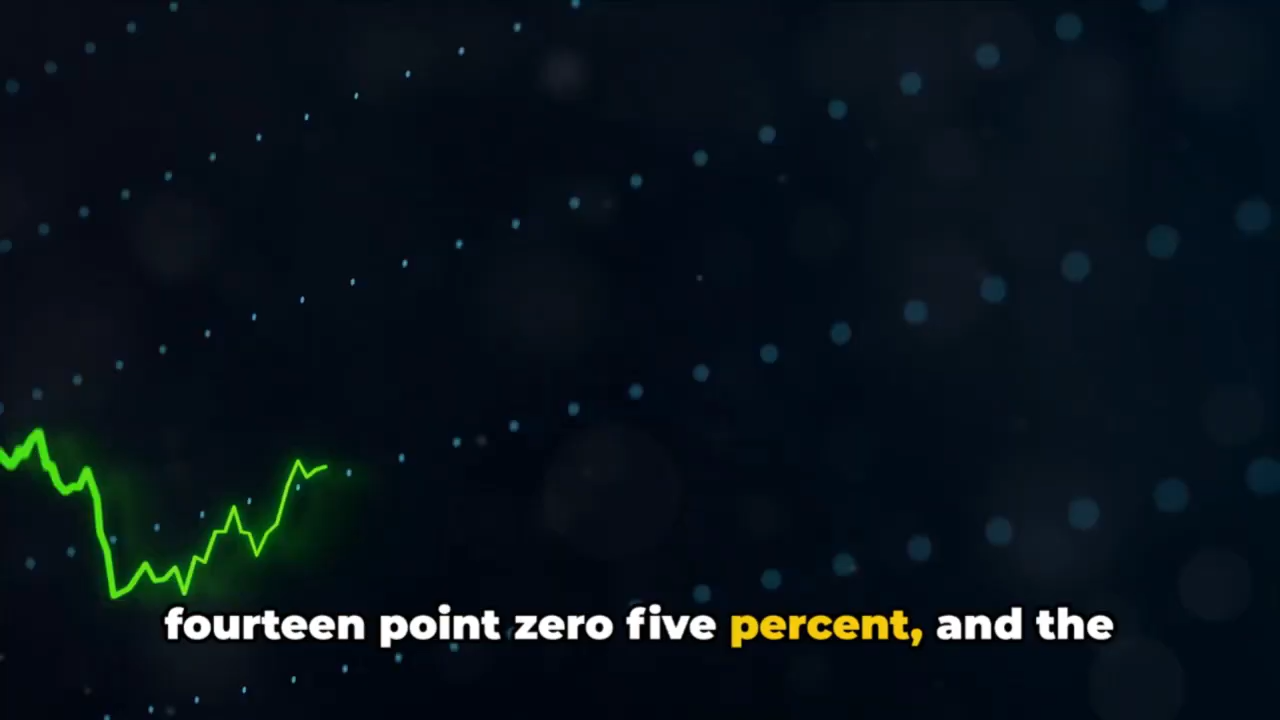 fourteen point zero five percent, and the